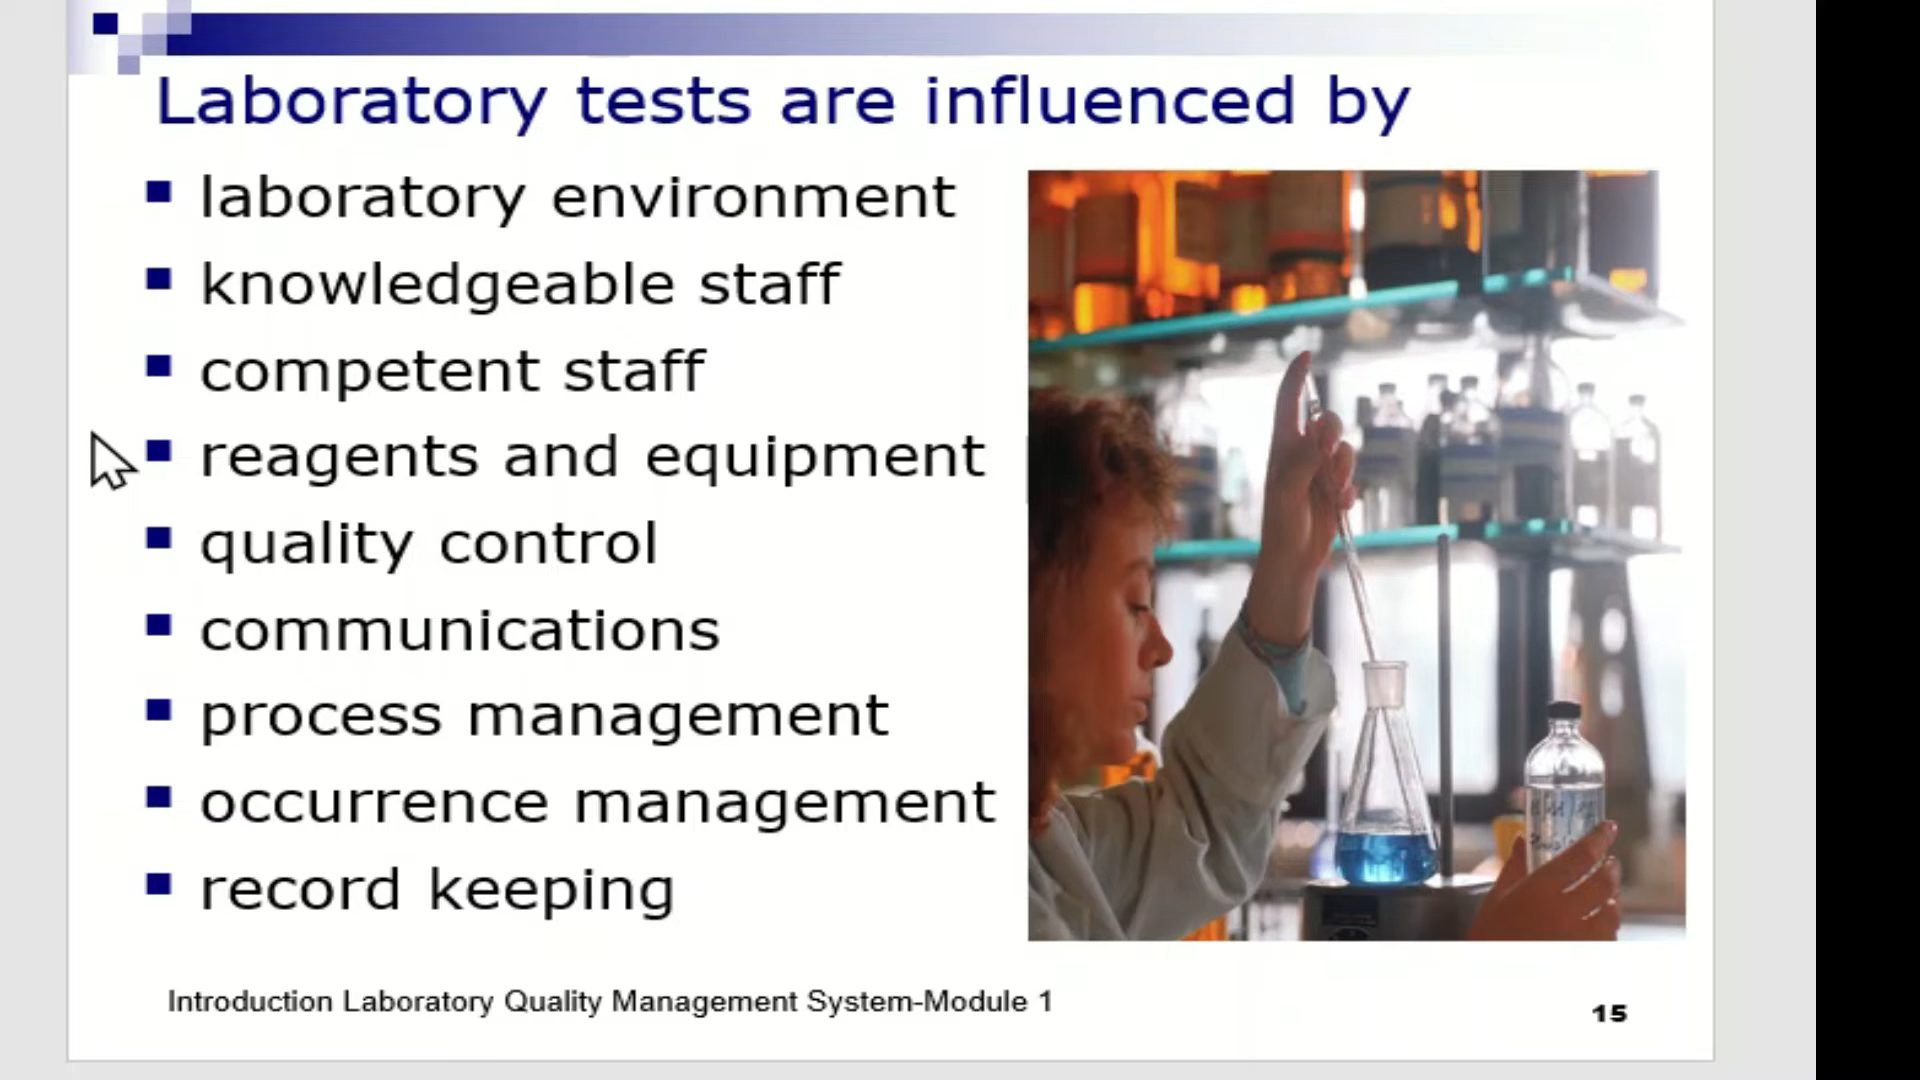 Laboratory tests are influenced by
laboratory environment
knowledgeable staff
competent staff
reagents and equipment
quality control
communications
process management
occurrence management
record keeping
Introduction Laboratory Quality Management System-Module 1
15